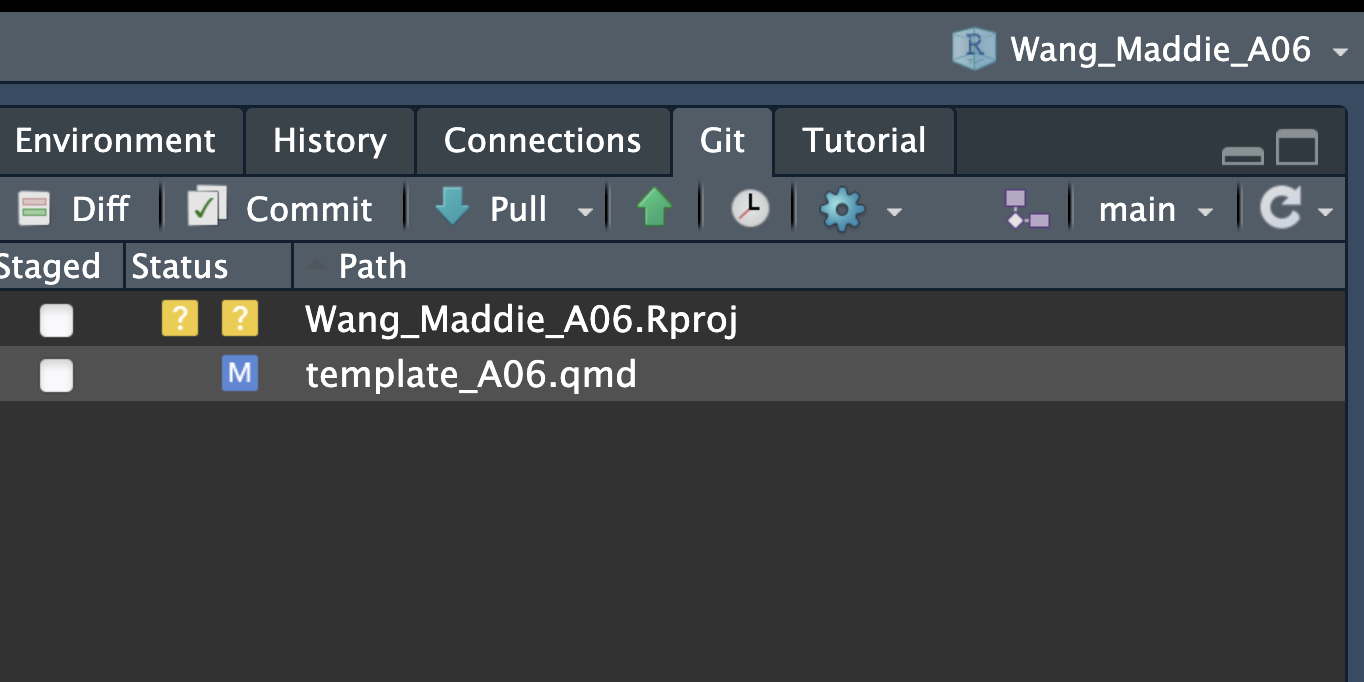 R Wang_Maddie_A06
Environment History Connections Git Tutorial
Diff Commit Pull main
Staged Status Path
? ? Wang_Maddie_A06.Rproj
M template_A06.qmd